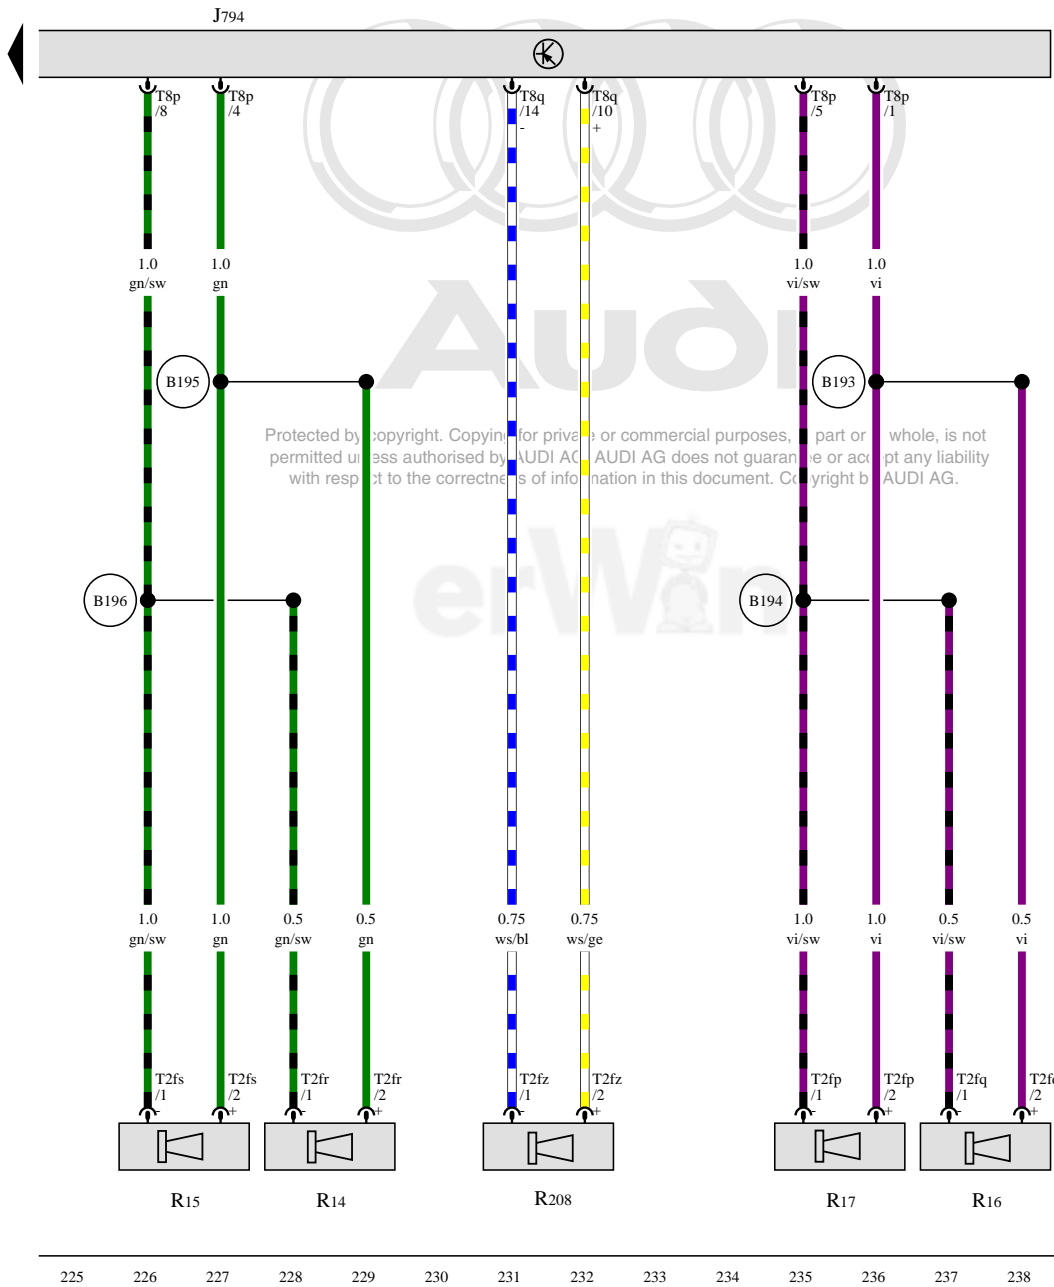 J794
T8p
/8
T8p
/4
T8q
/14
-
T8q
/10
+
T8p
/5
T8p
/1
1.0
gn/sw
1.0
gn
1.0
vi/sw
1.0
vi
Audi
B195
B193
Protected by copyright. Copying for private or commercial purposes, part or whole, is not
permitted unless authorised by AUDI AG. AUDI AG does not guarantee or accept any liability
with respect to the correctness of information in this document. Copyright by AUDI AG.
erWin
B196
B194
1.0
gn/sw
1.0
gn
0.5
gn/sw
0.5
gn
0.75
ws/bl
0.75
ws/ge
1.0
vi/sw
1.0
vi
0.5
vi/sw
0.5
vi
T2fs
/1
-
T2fs
/2
+
T2fr
/1
-
T2fr
/2
+
T2fz
/1
-
T2fz
/2
+
T2fp
/1
-
T2fp
/2
+
T2fq
/1
-
/2
+
R15
R14
R208
R17
R16
225 226 227 228 229 230 231 232 233 234 235 236 237 238